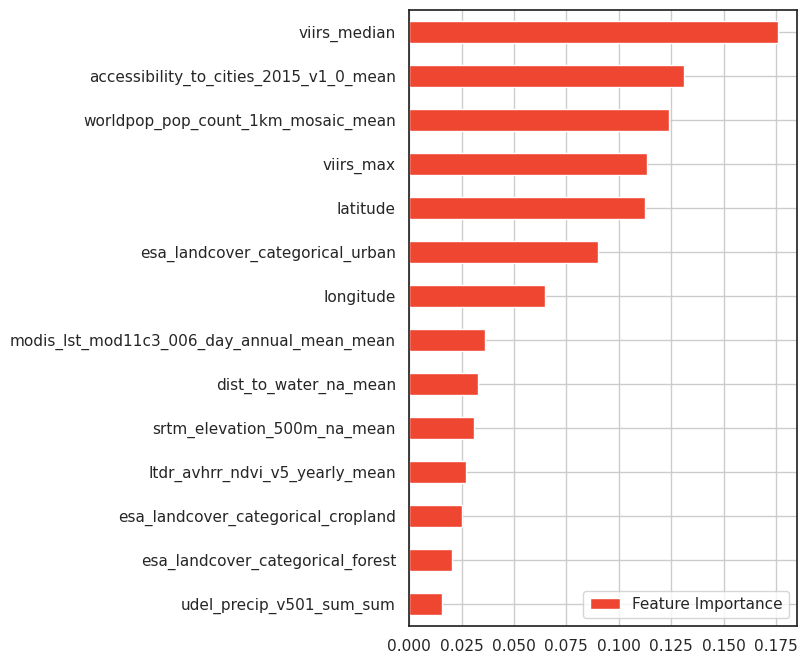 viirs_median
accessibility_to_cities_2015_v1_0_mean
worldpop_pop_count_1km_mosaic_mean
viirs_max
latitude
esa_landcover_categorical_urban
longitude
modis_lst_mod11c3_006_day_annual_mean_mean
dist_to_water_na_mean
srtm_elevation_500m_na_mean
ltdr_avhrr_ndvi_v5_yearly_mean
esa_landcover_categorical_cropland
esa_landcover_categorical_forest
udel_precip_v501_sum_sum
Feature Importance
0.000 0.025 0.050 0.075 0.100 0.125 0.150 0.175